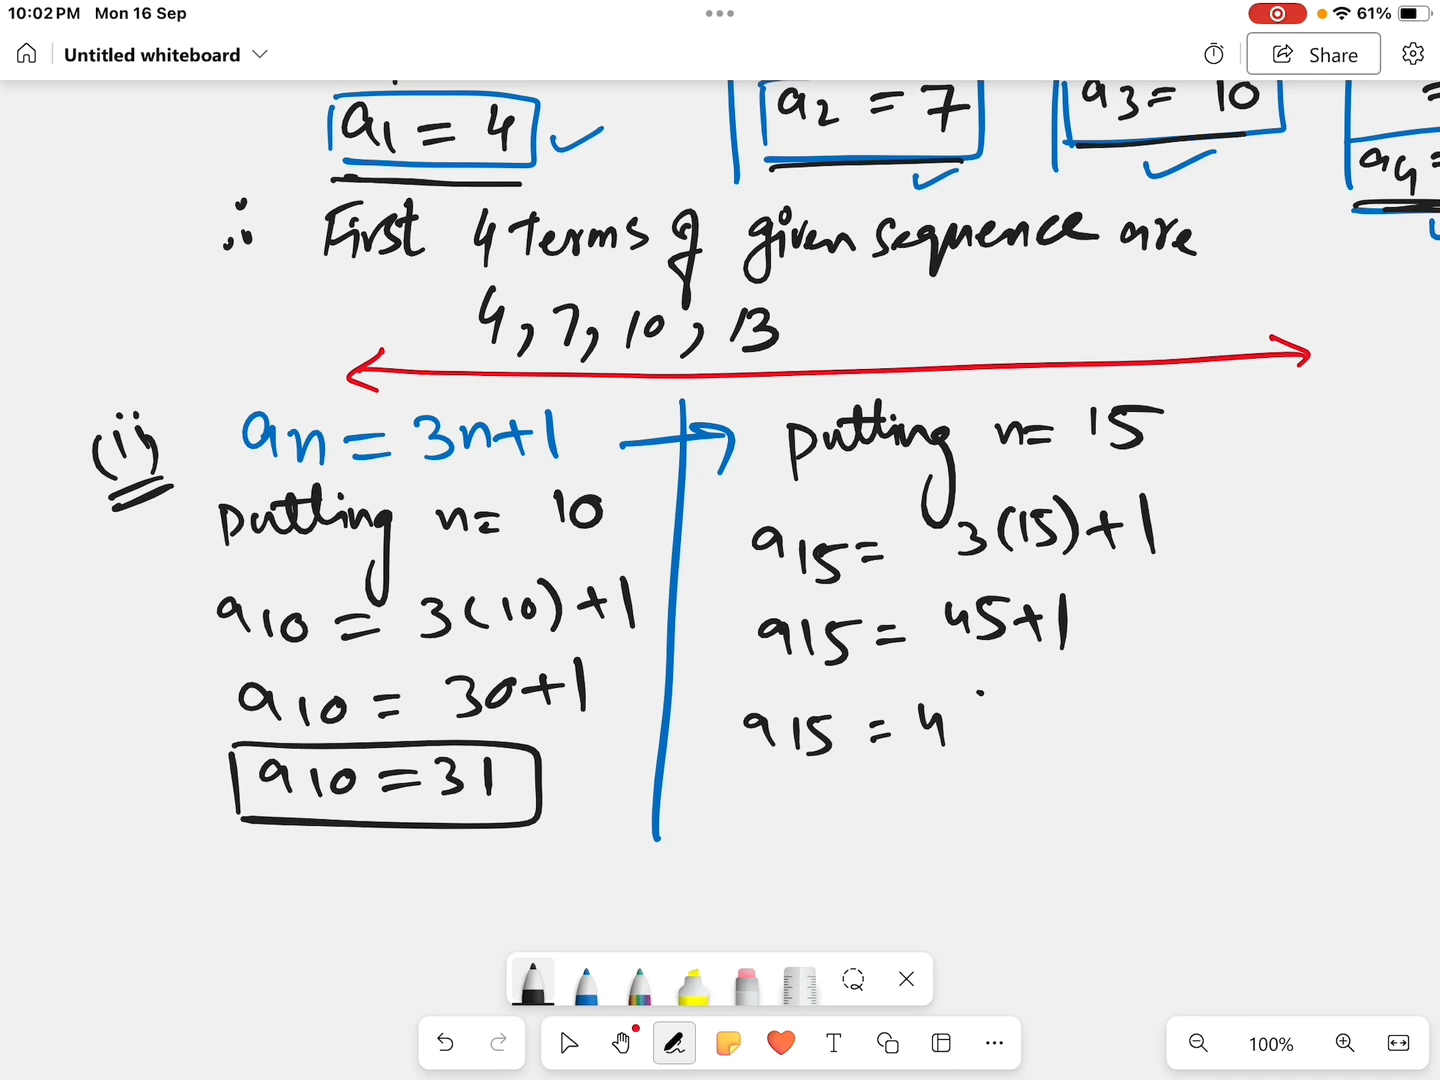 10:02 PM Mon 16 Sep
61%
Untitled whiteboard
Share
a1 = 4
a2 = 7
a3 = 10
=
a4 =
∴ First 4 terms of given sequence are
4, 7, 10, 13
(ii)
an = 3n+1
putting n= 10
a10 = 3(10)+1
a10 = 30+1
a10 = 31
putting n= 15
a15 = 3(15)+1
a15 = 45+1
a15 = 4
T
100%